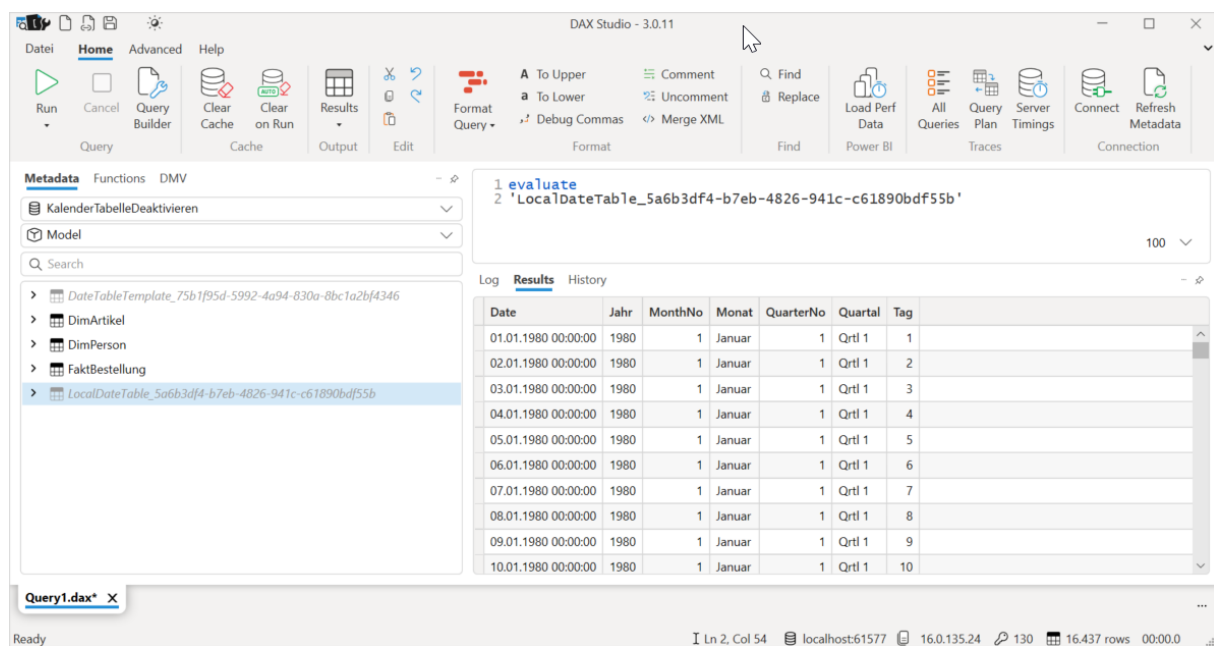 DAX Studio - 3.0.11
Datei Home Advanced Help
Run Cancel Query Builder Clear Cache Clear on Run Results Format Query A To Upper a To Lower Debug Commas Comment Uncomment Merge XML Find Replace Load Perf Data All Queries Query Plan Server Timings Connect Refresh Metadata
AUTO
Query Cache Output Edit Format Find Power BI Traces Connection
Metadata Functions DMV
KalenderTabelleDeaktivieren
Model
Search
DateTableTemplate_75b1f95d-5992-4a94-830a-8bc1a2bf4346
DimArtikel
DimPerson
FaktBestellung
LocalDateTable_5a6b3df4-b7eb-4826-941c-c61890bdf55b
1 evaluate
2 'LocalDateTable_5a6b3df4-b7eb-4826-941c-c61890bdf55b'
100
Log Results History
Date Jahr MonthNo Monat QuarterNo Quartal Tag
01.01.1980 00:00:00 1980 1 Januar 1 Qrtl 1 1
02.01.1980 00:00:00 1980 1 Januar 1 Qrtl 1 2
03.01.1980 00:00:00 1980 1 Januar 1 Qrtl 1 3
04.01.1980 00:00:00 1980 1 Januar 1 Qrtl 1 4
05.01.1980 00:00:00 1980 1 Januar 1 Qrtl 1 5
06.01.1980 00:00:00 1980 1 Januar 1 Qrtl 1 6
07.01.1980 00:00:00 1980 1 Januar 1 Qrtl 1 7
08.01.1980 00:00:00 1980 1 Januar 1 Qrtl 1 8
09.01.1980 00:00:00 1980 1 Januar 1 Qrtl 1 9
10.01.1980 00:00:00 1980 1 Januar 1 Qrtl 1 10
Query1.dax*
Ready Ln 2, Col 54 localhost:61577 16.0.135.24 130 16.437 rows 00:00.0